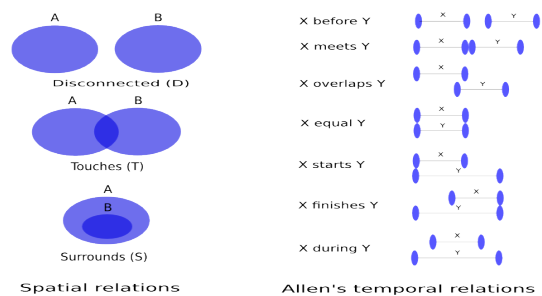 A B
Disconnected (D)
A B
Touches (T)
A
B
Surrounds (S)
Spatial relations
X before Y
X Y
X meets Y
X Y
X overlaps Y
X
Y
X equal Y
X
Y
X starts Y
X
Y
X finishes Y
X
Y
X during Y
X
Y
Allen's temporal relations